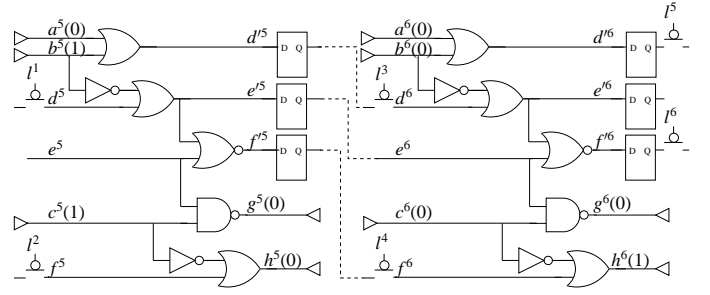 a⁵(0) d′⁵ a⁶(0) d′⁶ l⁵
b⁵(1) D Q b⁶(0) D Q
l¹ d⁵ e′⁵ l³ d⁶ e′⁶ l⁶
e⁵ f′⁵ D Q e⁶ f′⁶ D Q
c⁵(1) g⁵(0) c⁶(0) g⁶(0)
l² f⁵ h⁵(0) l⁴ f⁶ h⁶(1)